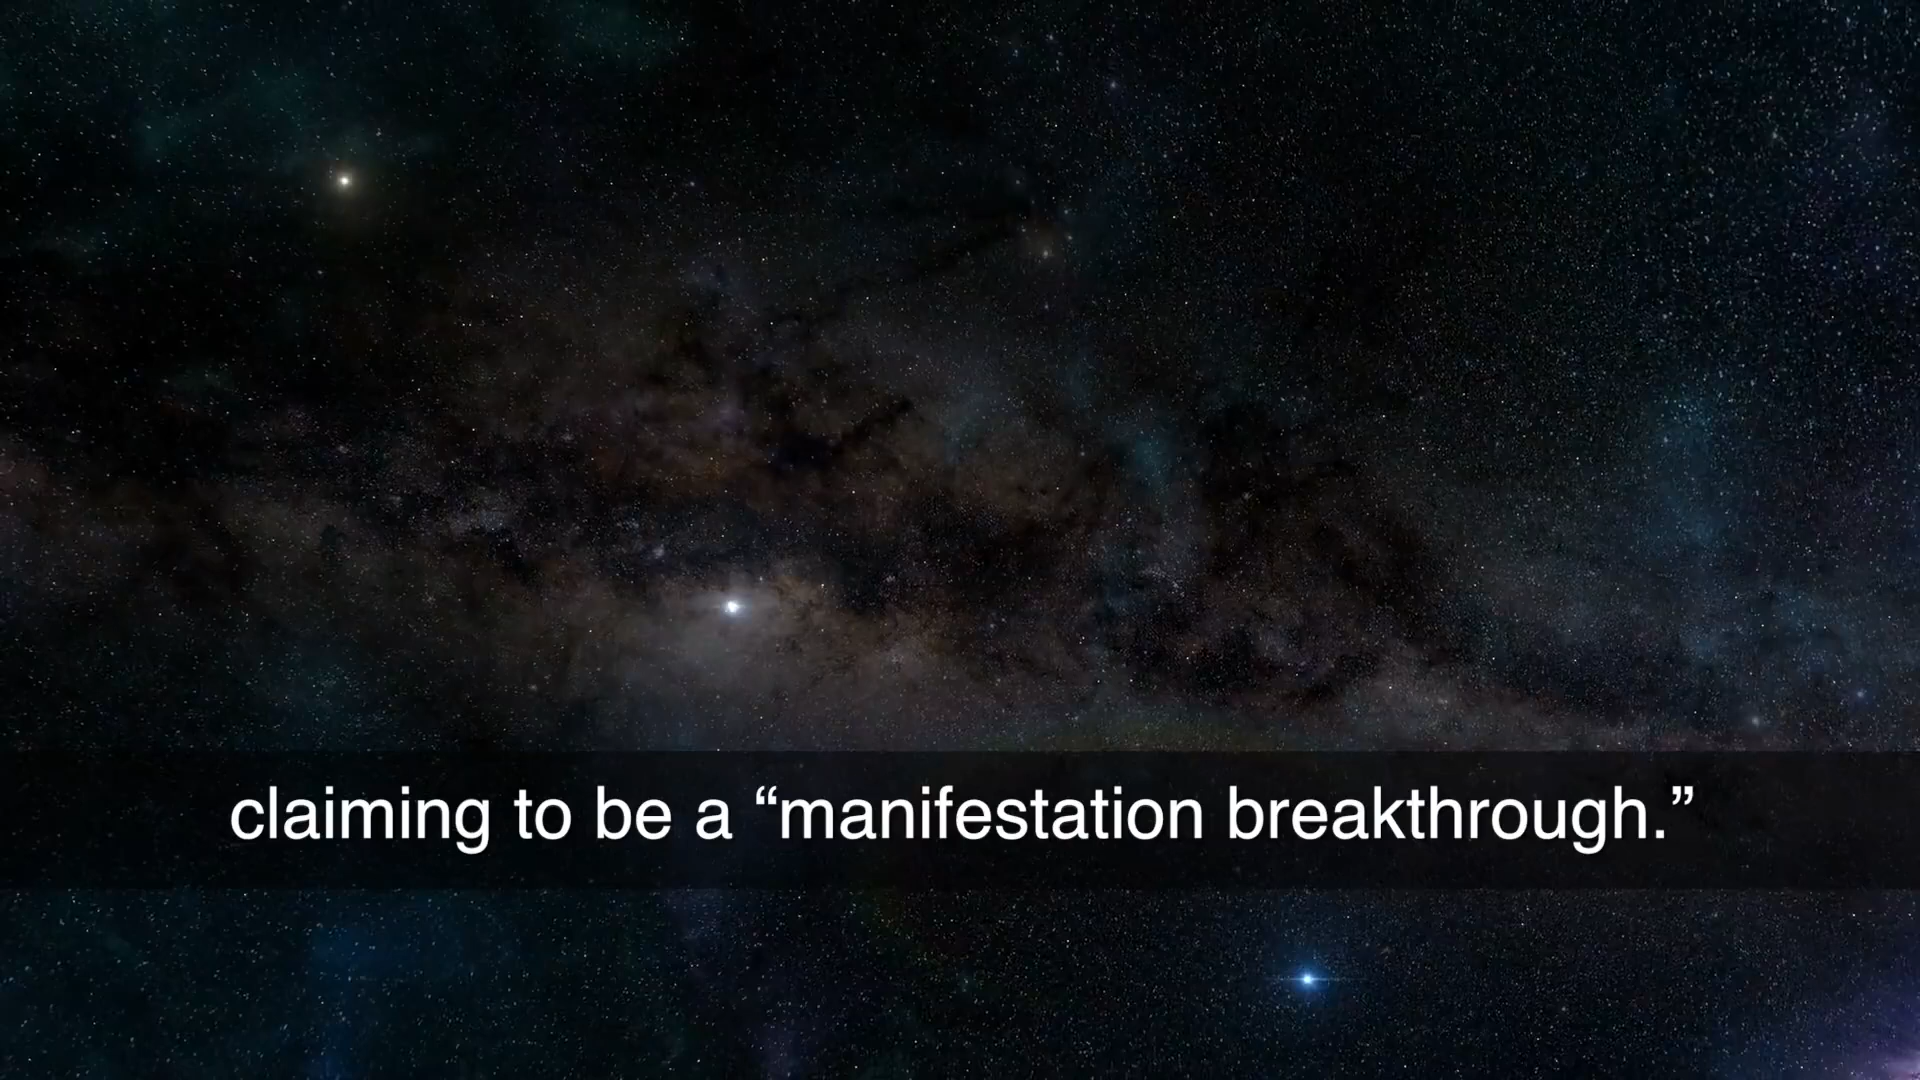 claiming to be a “manifestation breakthrough.”